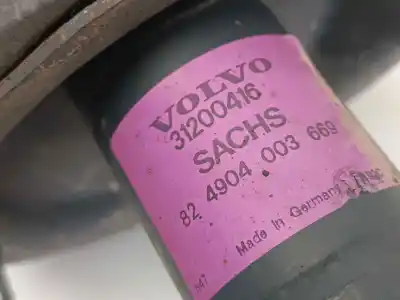 VOLVO
31200416
SACHS
82 4904 003 669
Made in Germany